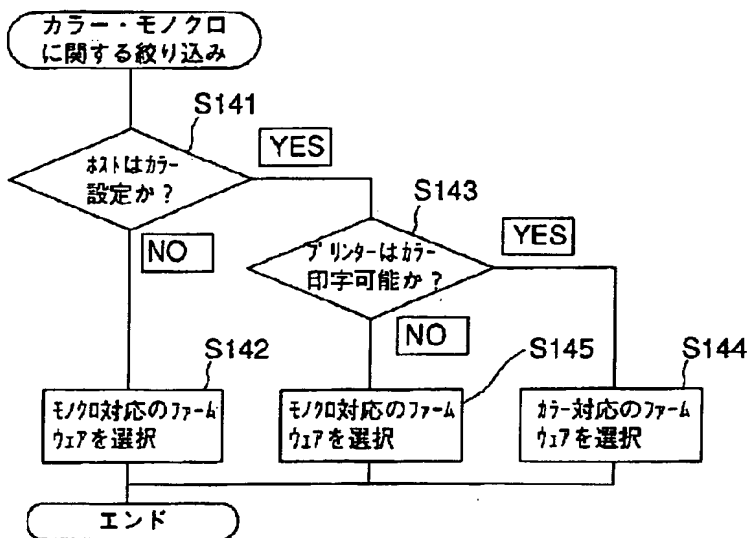 カラー・モノクロ
に関する絞り込み
S141
YES
ホストはカラー
設定か？
S143
YES
NO
プリンターはカラー
印字可能か？
NO
S142
S145
S144
モノクロ対応のファーム
ウェアを選択
モノクロ対応のファーム
ウェアを選択
カラー対応のファーム
ウェアを選択
エンド